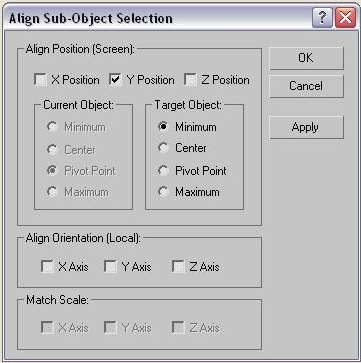 Align Sub-Object Selection
Align Position (Screen):
X Position Y Position Z Position
OK
Cancel
Apply
Current Object:
Minimum
Center
Pivot Point
Maximum
Target Object:
Minimum
Center
Pivot Point
Maximum
Align Orientation (Local):
X Axis Y Axis Z Axis
Match Scale:
X Axis Y Axis Z Axis